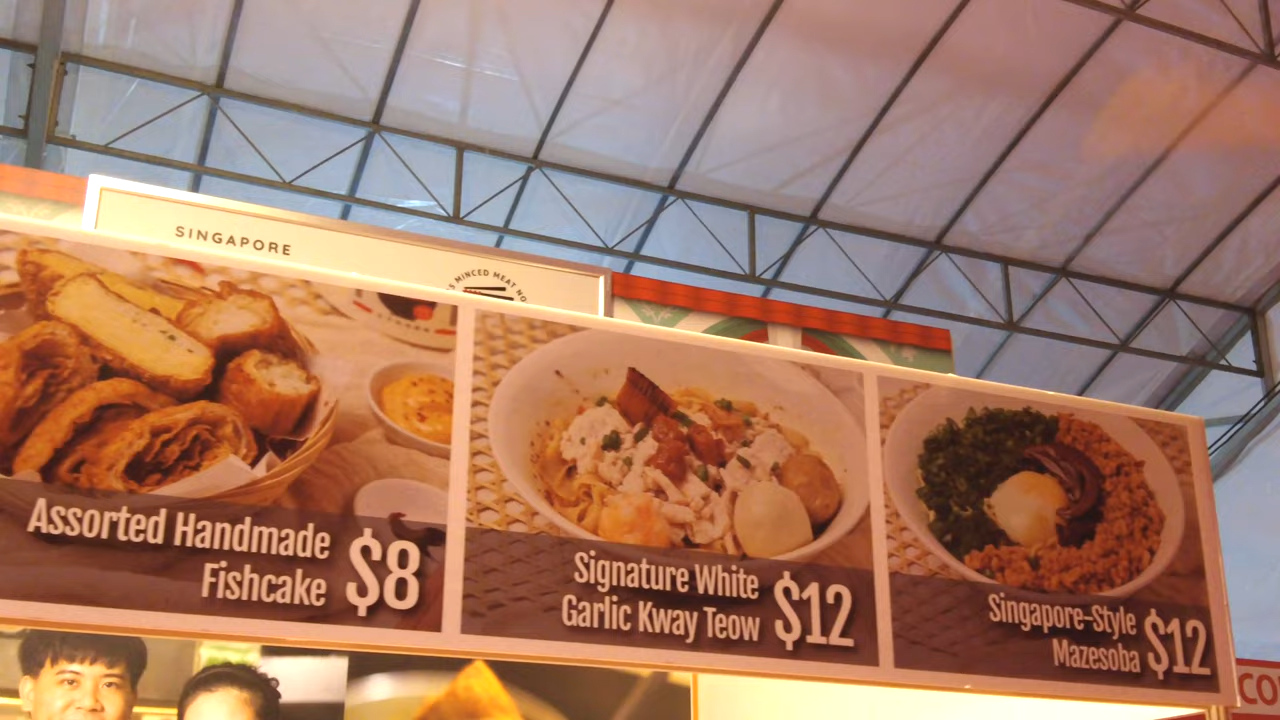 SINGAPORE
MINCED MEAT
Assorted Handmade
Fishcake
$8
Signature White
Garlic Kway Teow
$12
Singapore-Style
Mazesoba
$12